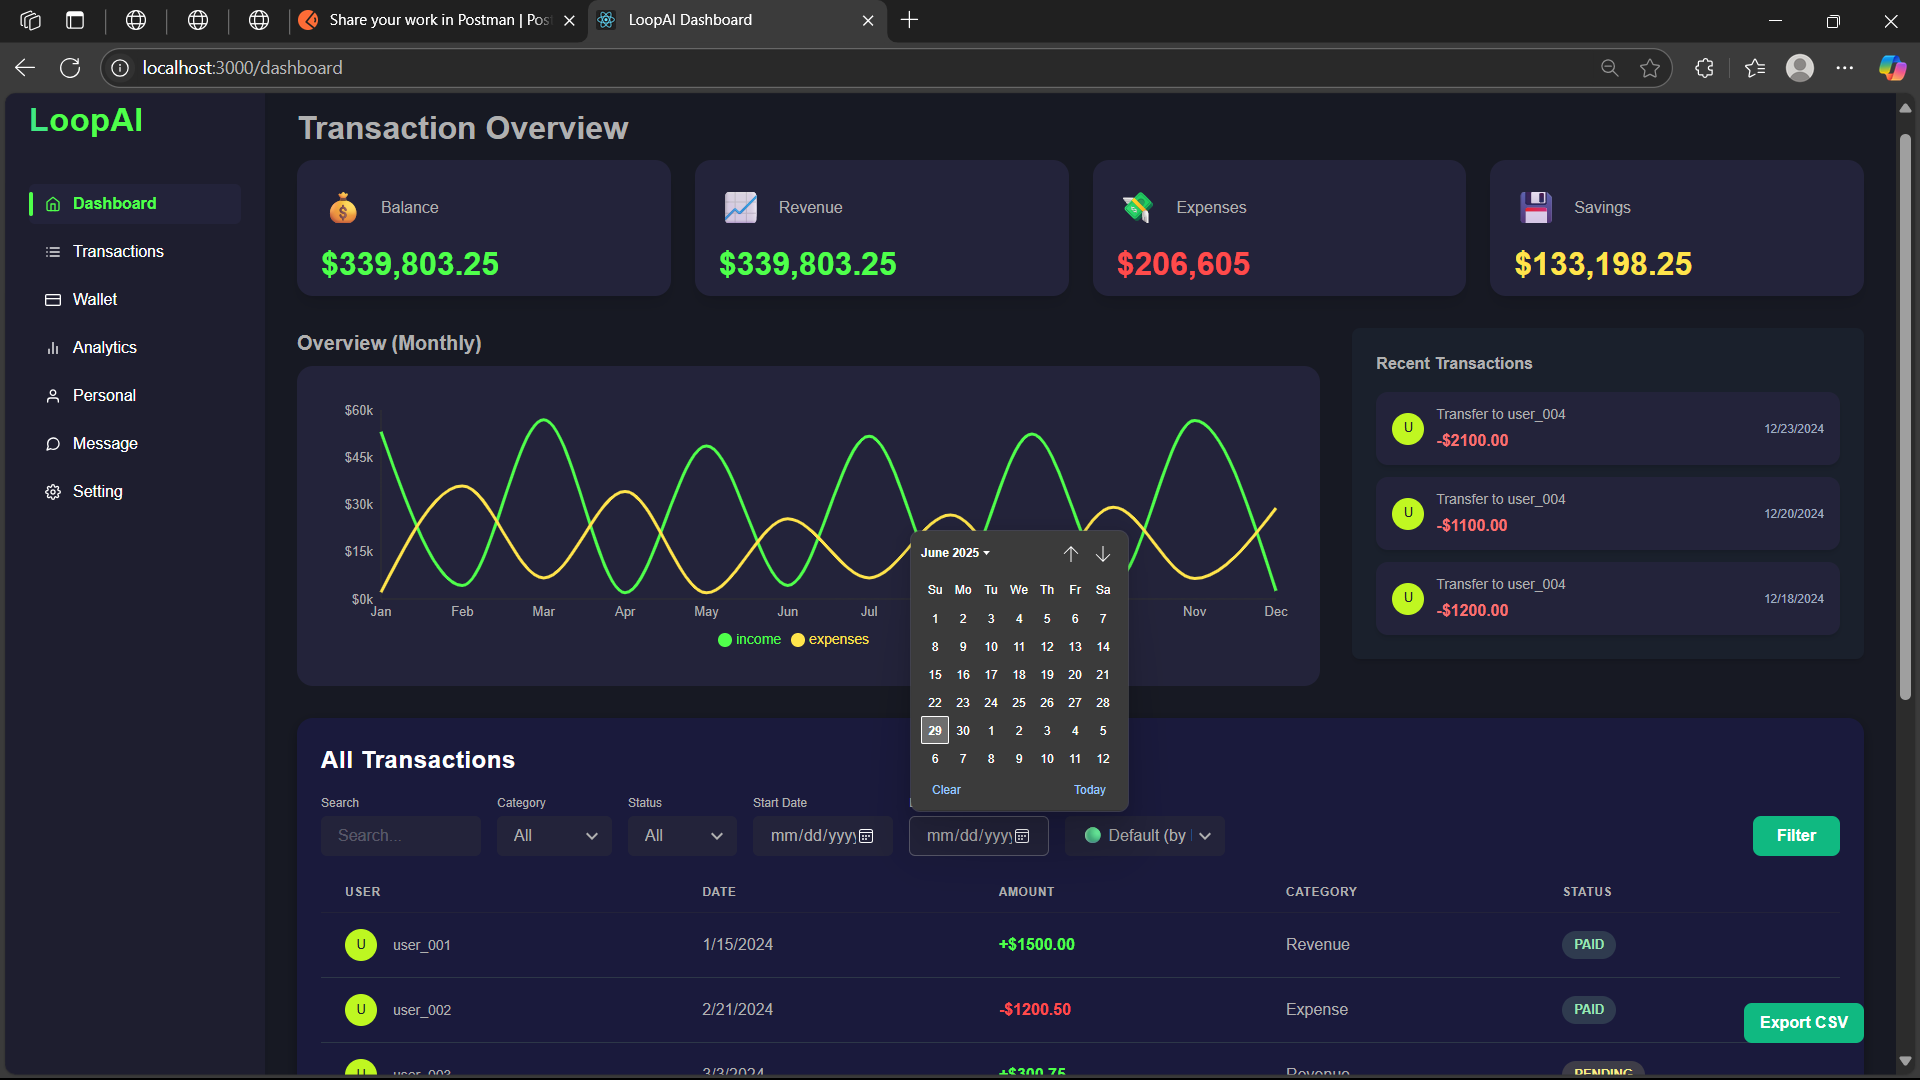 Share your work in Postman | Pos
LoopAI Dashboard
localhost:3000/dashboard
LoopAI
Dashboard
Transactions
Wallet
Analytics
Personal
Message
Setting
Transaction Overview
Balance
$339,803.25
Revenue
$339,803.25
Expenses
$206,605
Savings
$133,198.25
Overview (Monthly)
$60k
$45k
$30k
$15k
$0k
Jan Feb Mar Apr May Jun Jul Nov Dec
income expenses
Recent Transactions
U Transfer to user_004
-$2100.00
12/23/2024
U Transfer to user_004
-$1100.00
12/20/2024
U Transfer to user_004
-$1200.00
12/18/2024
June 2025
Su Mo Tu We Th Fr Sa
1 2 3 4 5 6 7
8 9 10 11 12 13 14
15 16 17 18 19 20 21
22 23 24 25 26 27 28
29 30 1 2 3 4 5
6 7 8 9 10 11 12
Clear Today
All Transactions
Search Category Status Start Date
Search... All All mm/dd/yyyy mm/dd/yyyy Default (by Filter
USER DATE AMOUNT CATEGORY STATUS
U user_001 1/15/2024 +$1500.00 Revenue PAID
U user_002 2/21/2024 -$1200.50 Expense PAID
Export CSV
U user_003 3/3/2024 +$300.75 Revenue PENDING